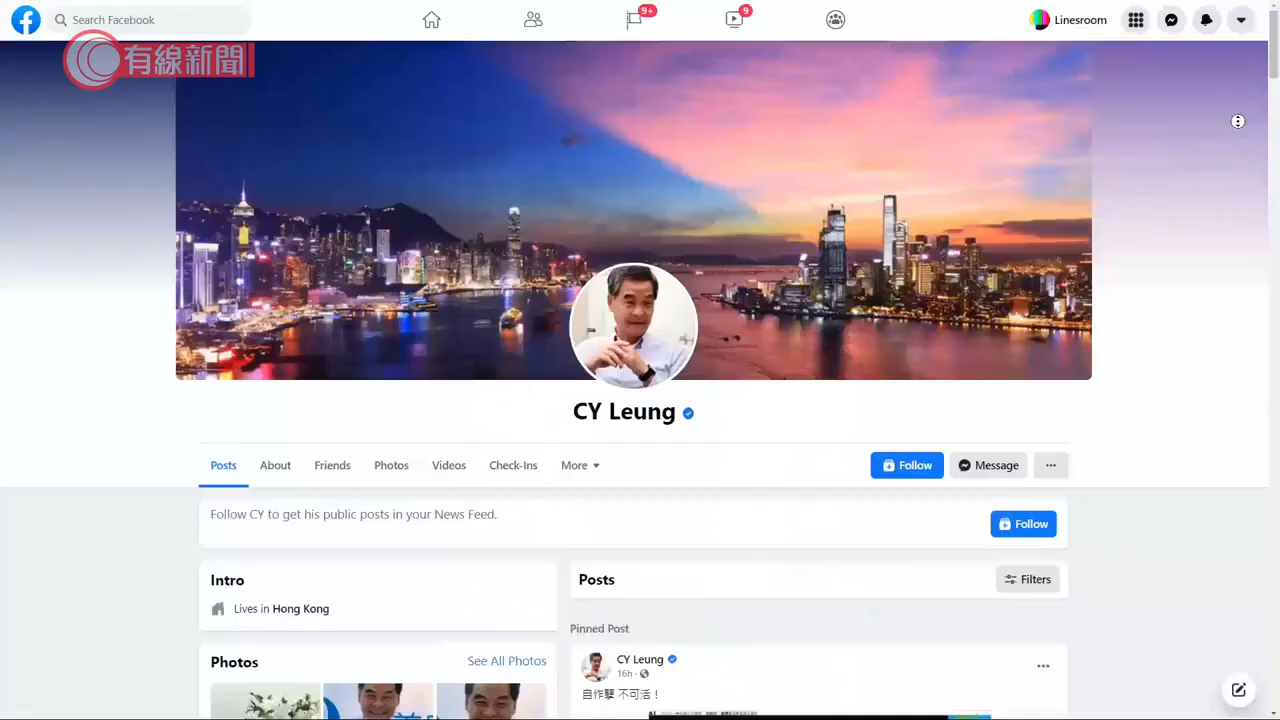 Search Facebook
9+
9
Linesroom
有線新聞
CY Leung
Posts
About
Friends
Photos
Videos
Check-Ins
More
Follow
Message
Follow CY to get his public posts in your News Feed.
Follow
Intro
Lives in Hong Kong
Posts
Filters
Pinned Post
Photos
See All Photos
CY Leung
16h
自作孽 不可活！